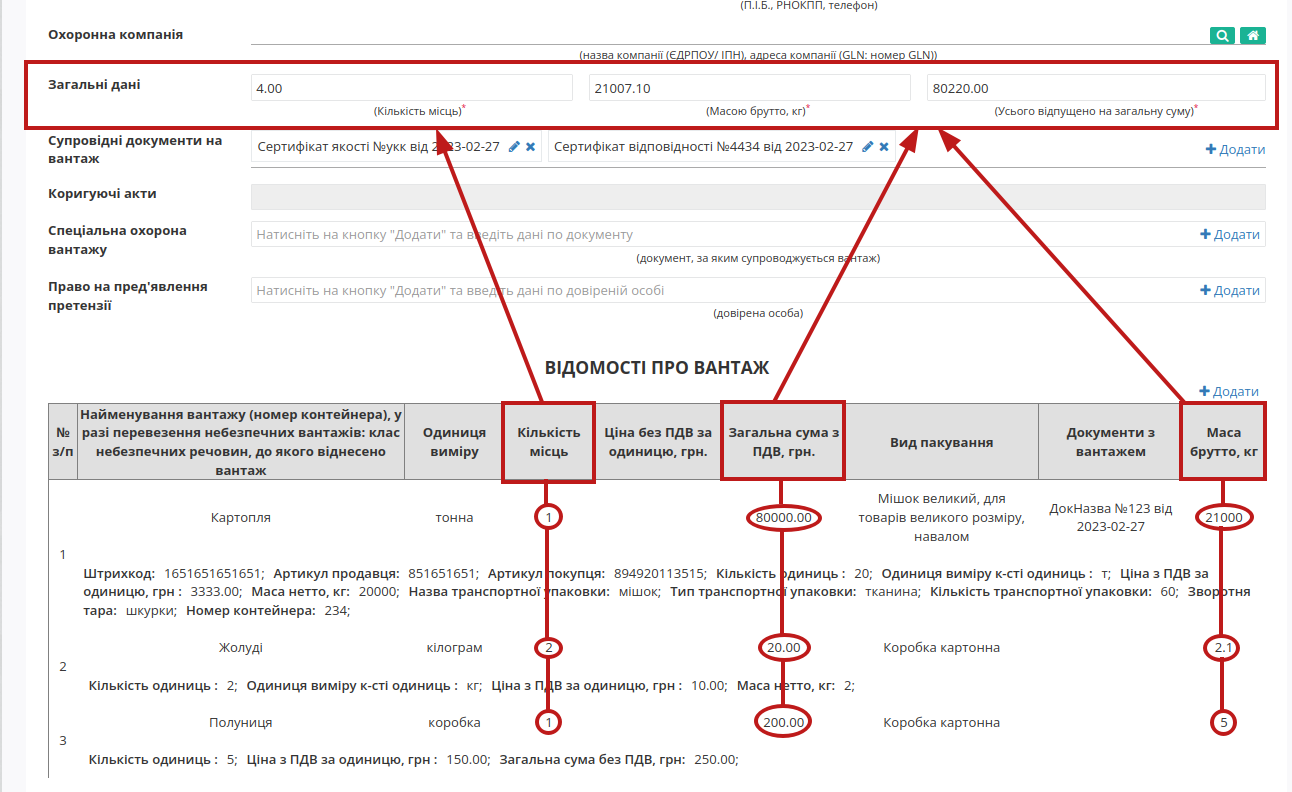 (П.І.Б., РНОКПП, телефон)
Охоронна компанія
(назва компанії (ЄДРПОУ/ ІПН), адреса компанії (GLN: номер GLN))
Загальні дані
4.00
21007.10
80220.00
(Кількість місць)*
(Масою брутто, кг)*
(Усього відпущено на загальну суму)*
Супровідні документи на
вантаж
Сертифікат якості №укк від 2023-02-27
Сертифікат відповідності №4434 від 2023-02-27
Додати
Коригуючі акти
Спеціальна охорона
вантажу
Натисніть на кнопку "Додати" та введіть дані по документу
Додати
(документ, за яким супроводжується вантаж)
Право на пред'явлення
претензії
Натисніть на кнопку "Додати" та введіть дані по довіреній особі
Додати
(довірена особа)
ВІДОМОСТІ ПРО ВАНТАЖ
Додати
№
з/п
Найменування вантажу (номер контейнера), у
разі перевезення небезпечних вантажів: клас
небезпечних речовин, до якого віднесено
вантаж
Одиниця
виміру
Кількість
місць
Ціна без ПДВ за
одиницю, грн.
Загальна сума з
ПДВ, грн.
Вид пакування
Документи з
вантажем
Маса
брутто, кг
1
Картопля
тонна
1
80000.00
Мішок великий, для
товарів великого розміру,
навалом
ДокНазва №123 від
2023-02-27
21000
Штрихкод: 1651651651651; Артикул продавця: 851651651; Артикул покупця: 894920113515; Кількість одиниць : 20; Одиниця виміру к-сті одиниць : т; Ціна з ПДВ за
одиницю, грн : 3333.00; Маса нетто, кг: 20000; Назва транспортної упаковки: мішок; Тип транспортної упаковки: тканина; Кількість транспортної упаковки: 60; Зворотня
тара: шкурки; Номер контейнера: 234;
2
Жолуді
кілограм
2
20.00
Коробка картонна
2.1
Кількість одиниць : 2; Одиниця виміру к-сті одиниць : кг; Ціна з ПДВ за одиницю, грн : 10.00; Маса нетто, кг: 2;
3
Полуниця
коробка
1
200.00
Коробка картонна
5
Кількість одиниць : 5; Ціна з ПДВ за одиницю, грн : 150.00; Загальна сума без ПДВ, грн: 250.00;